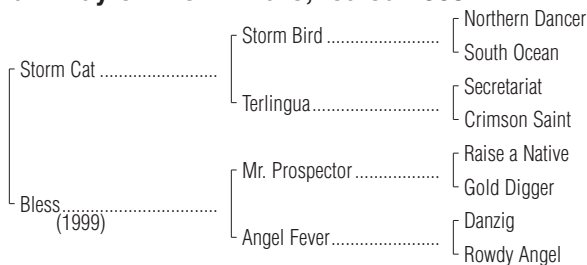 Northern Dancer
Storm Bird ..............................
South Ocean
Storm Cat ..........................
Secretariat
Terlingua..................................
Crimson Saint
Raise a Native
Mr. Prospector ......................
Gold Digger
Bless..................................
(1999)
Danzig
Angel Fever.............................
Rowdy Angel